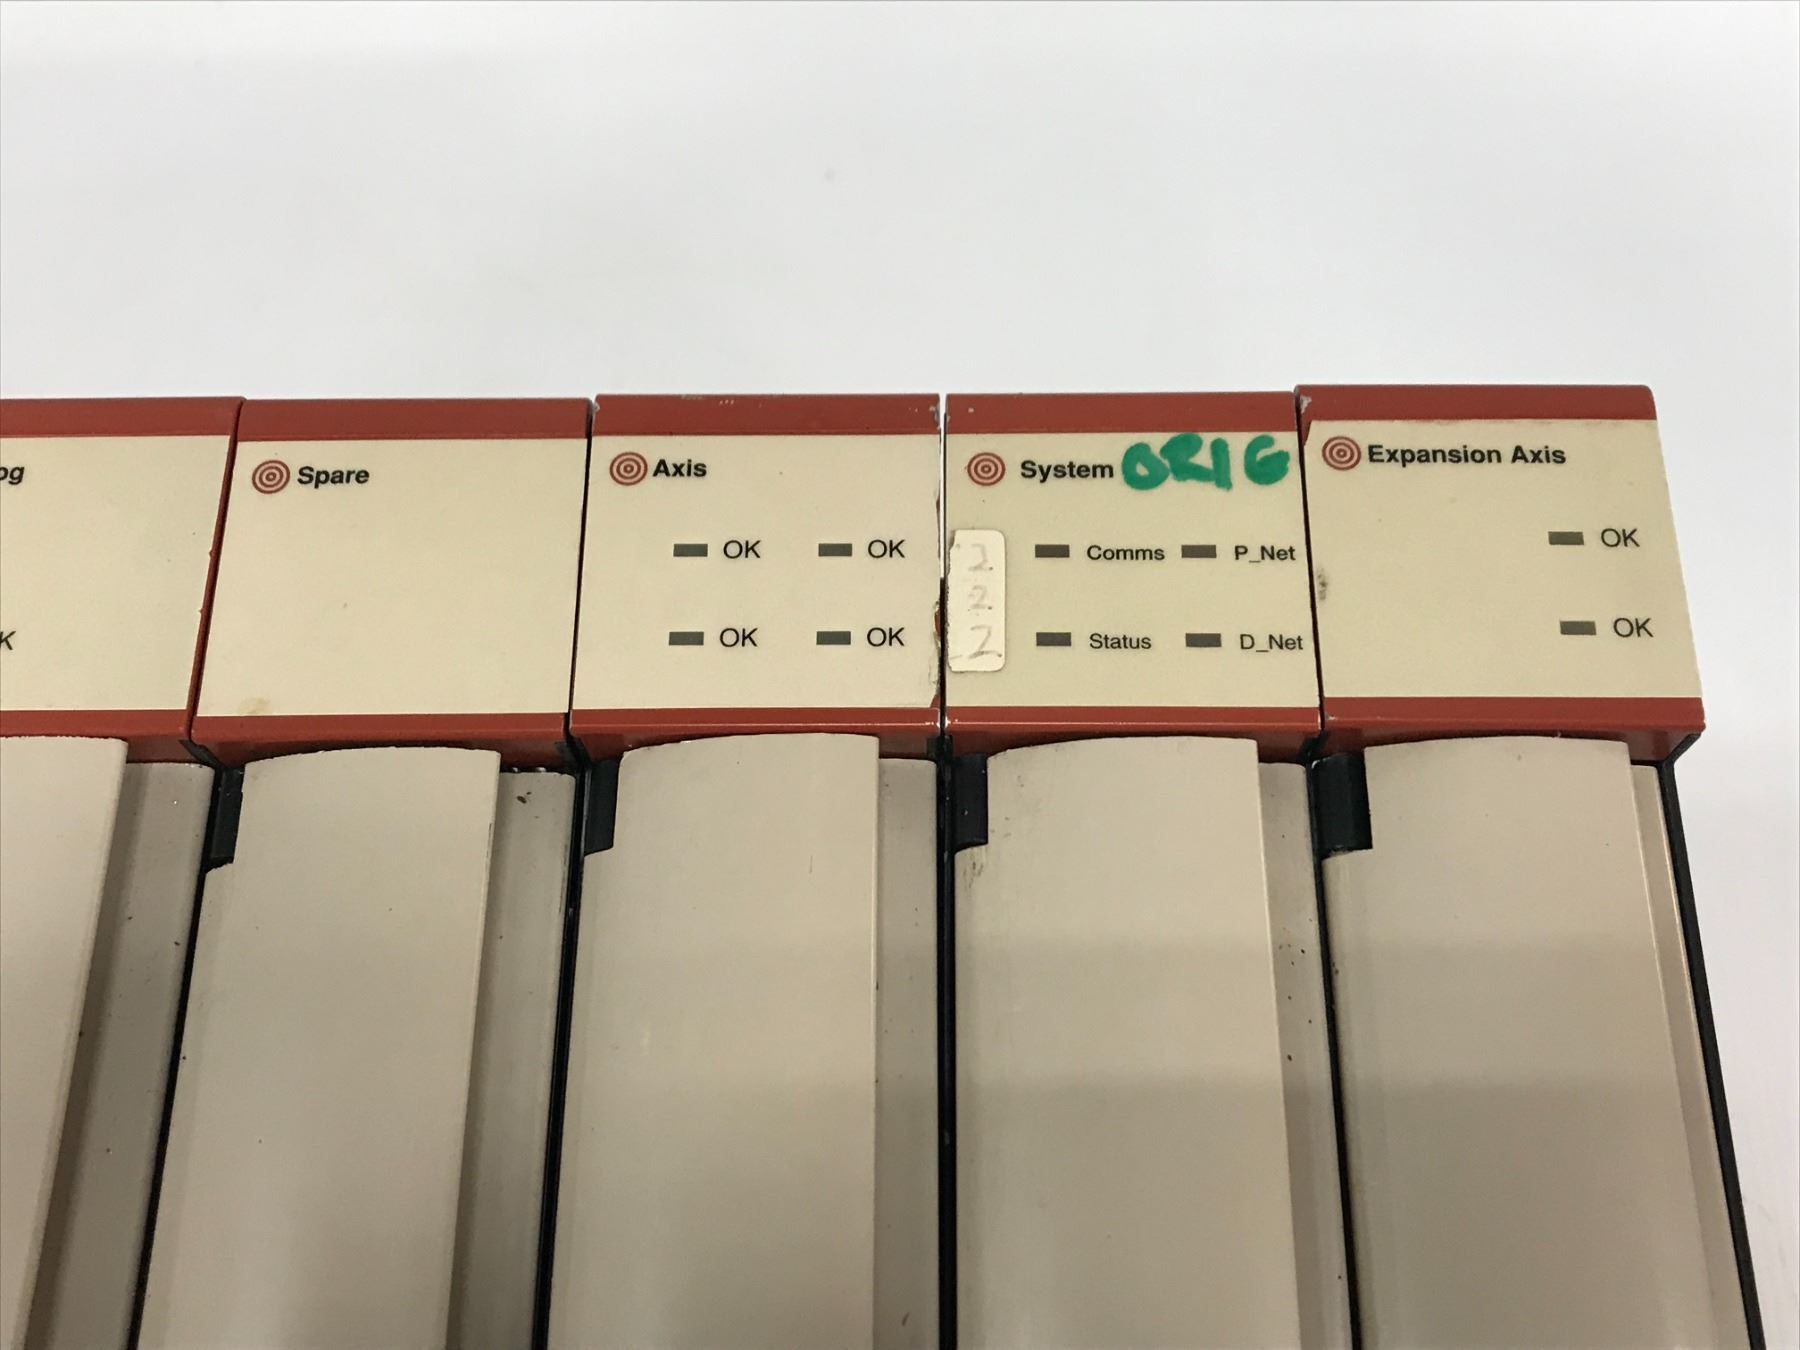 og
K
Spare
Axis
OK OK
OK OK
System ORIG
2
2
2
Comms P_Net
Status D_Net
Expansion Axis
OK
OK